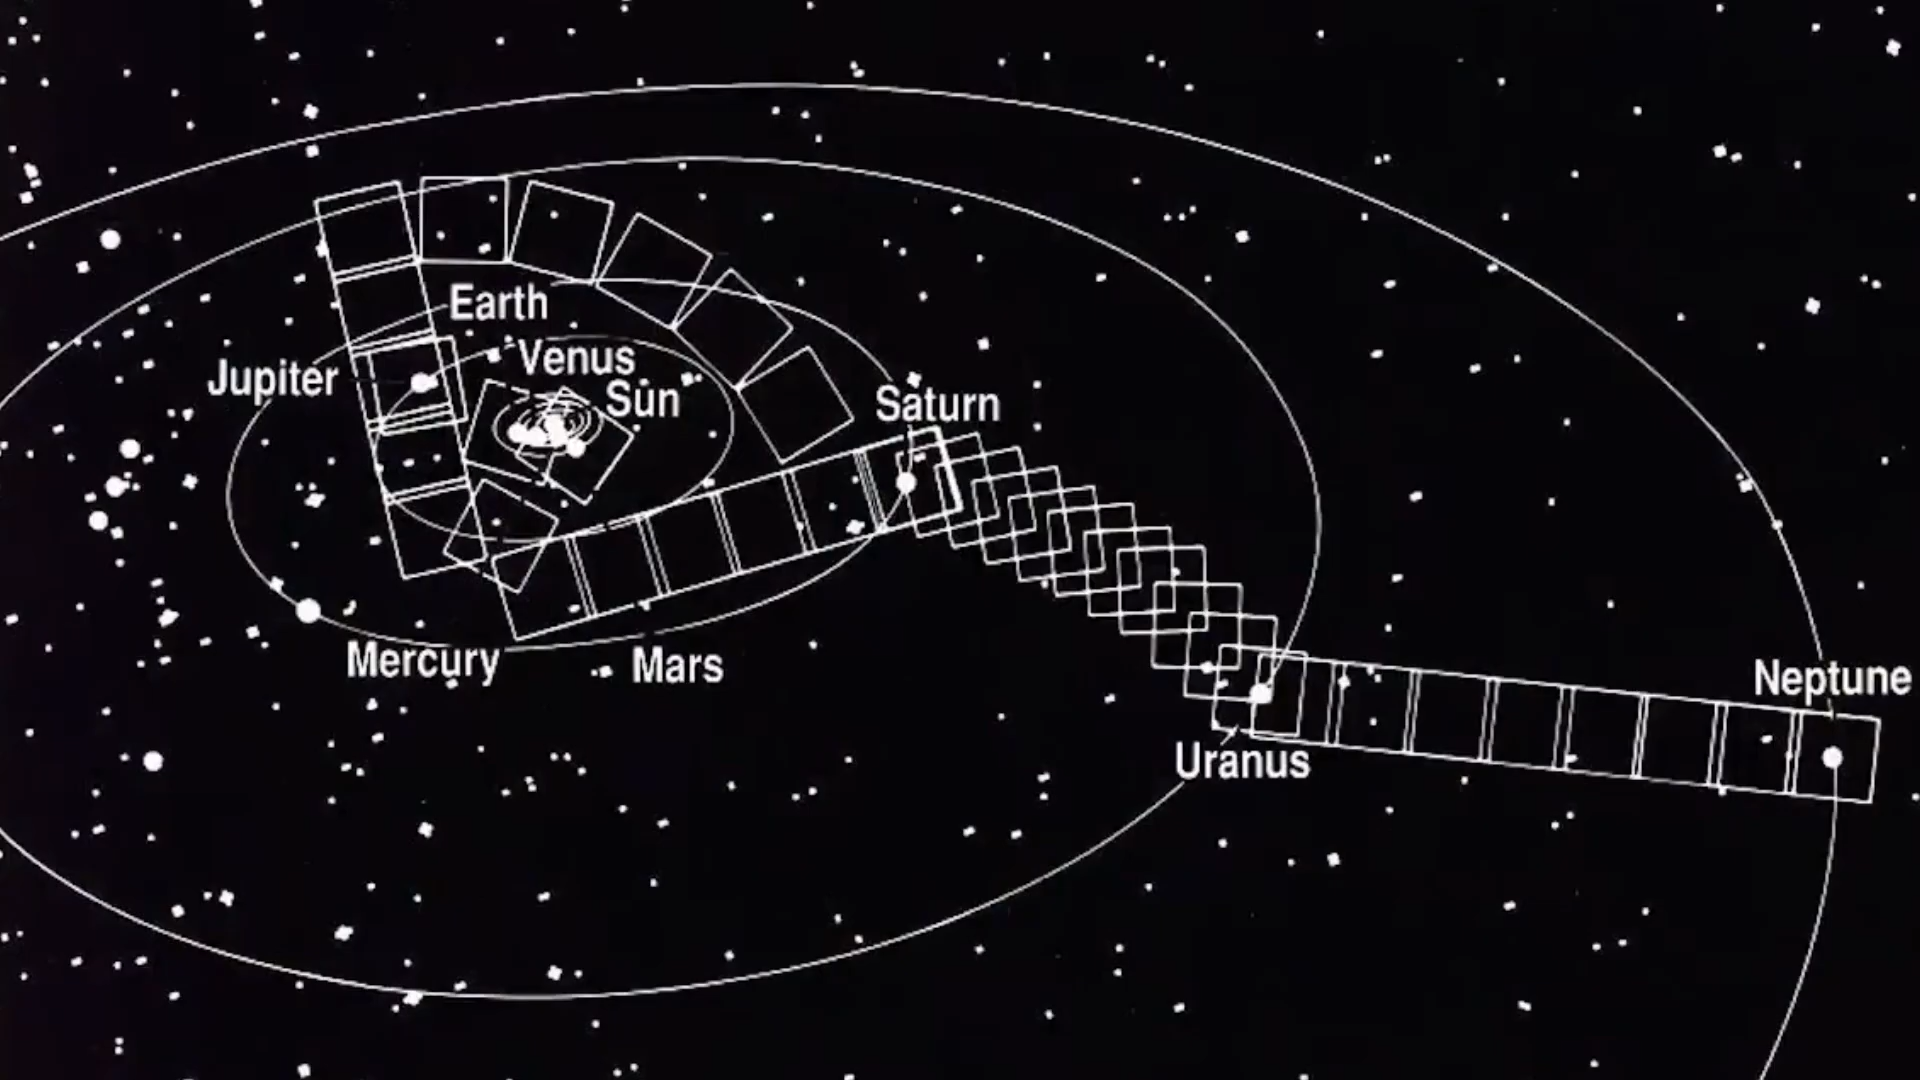 Earth
Venus
Jupiter
Sun
Saturn
Mercury
Mars
Neptune
Uranus